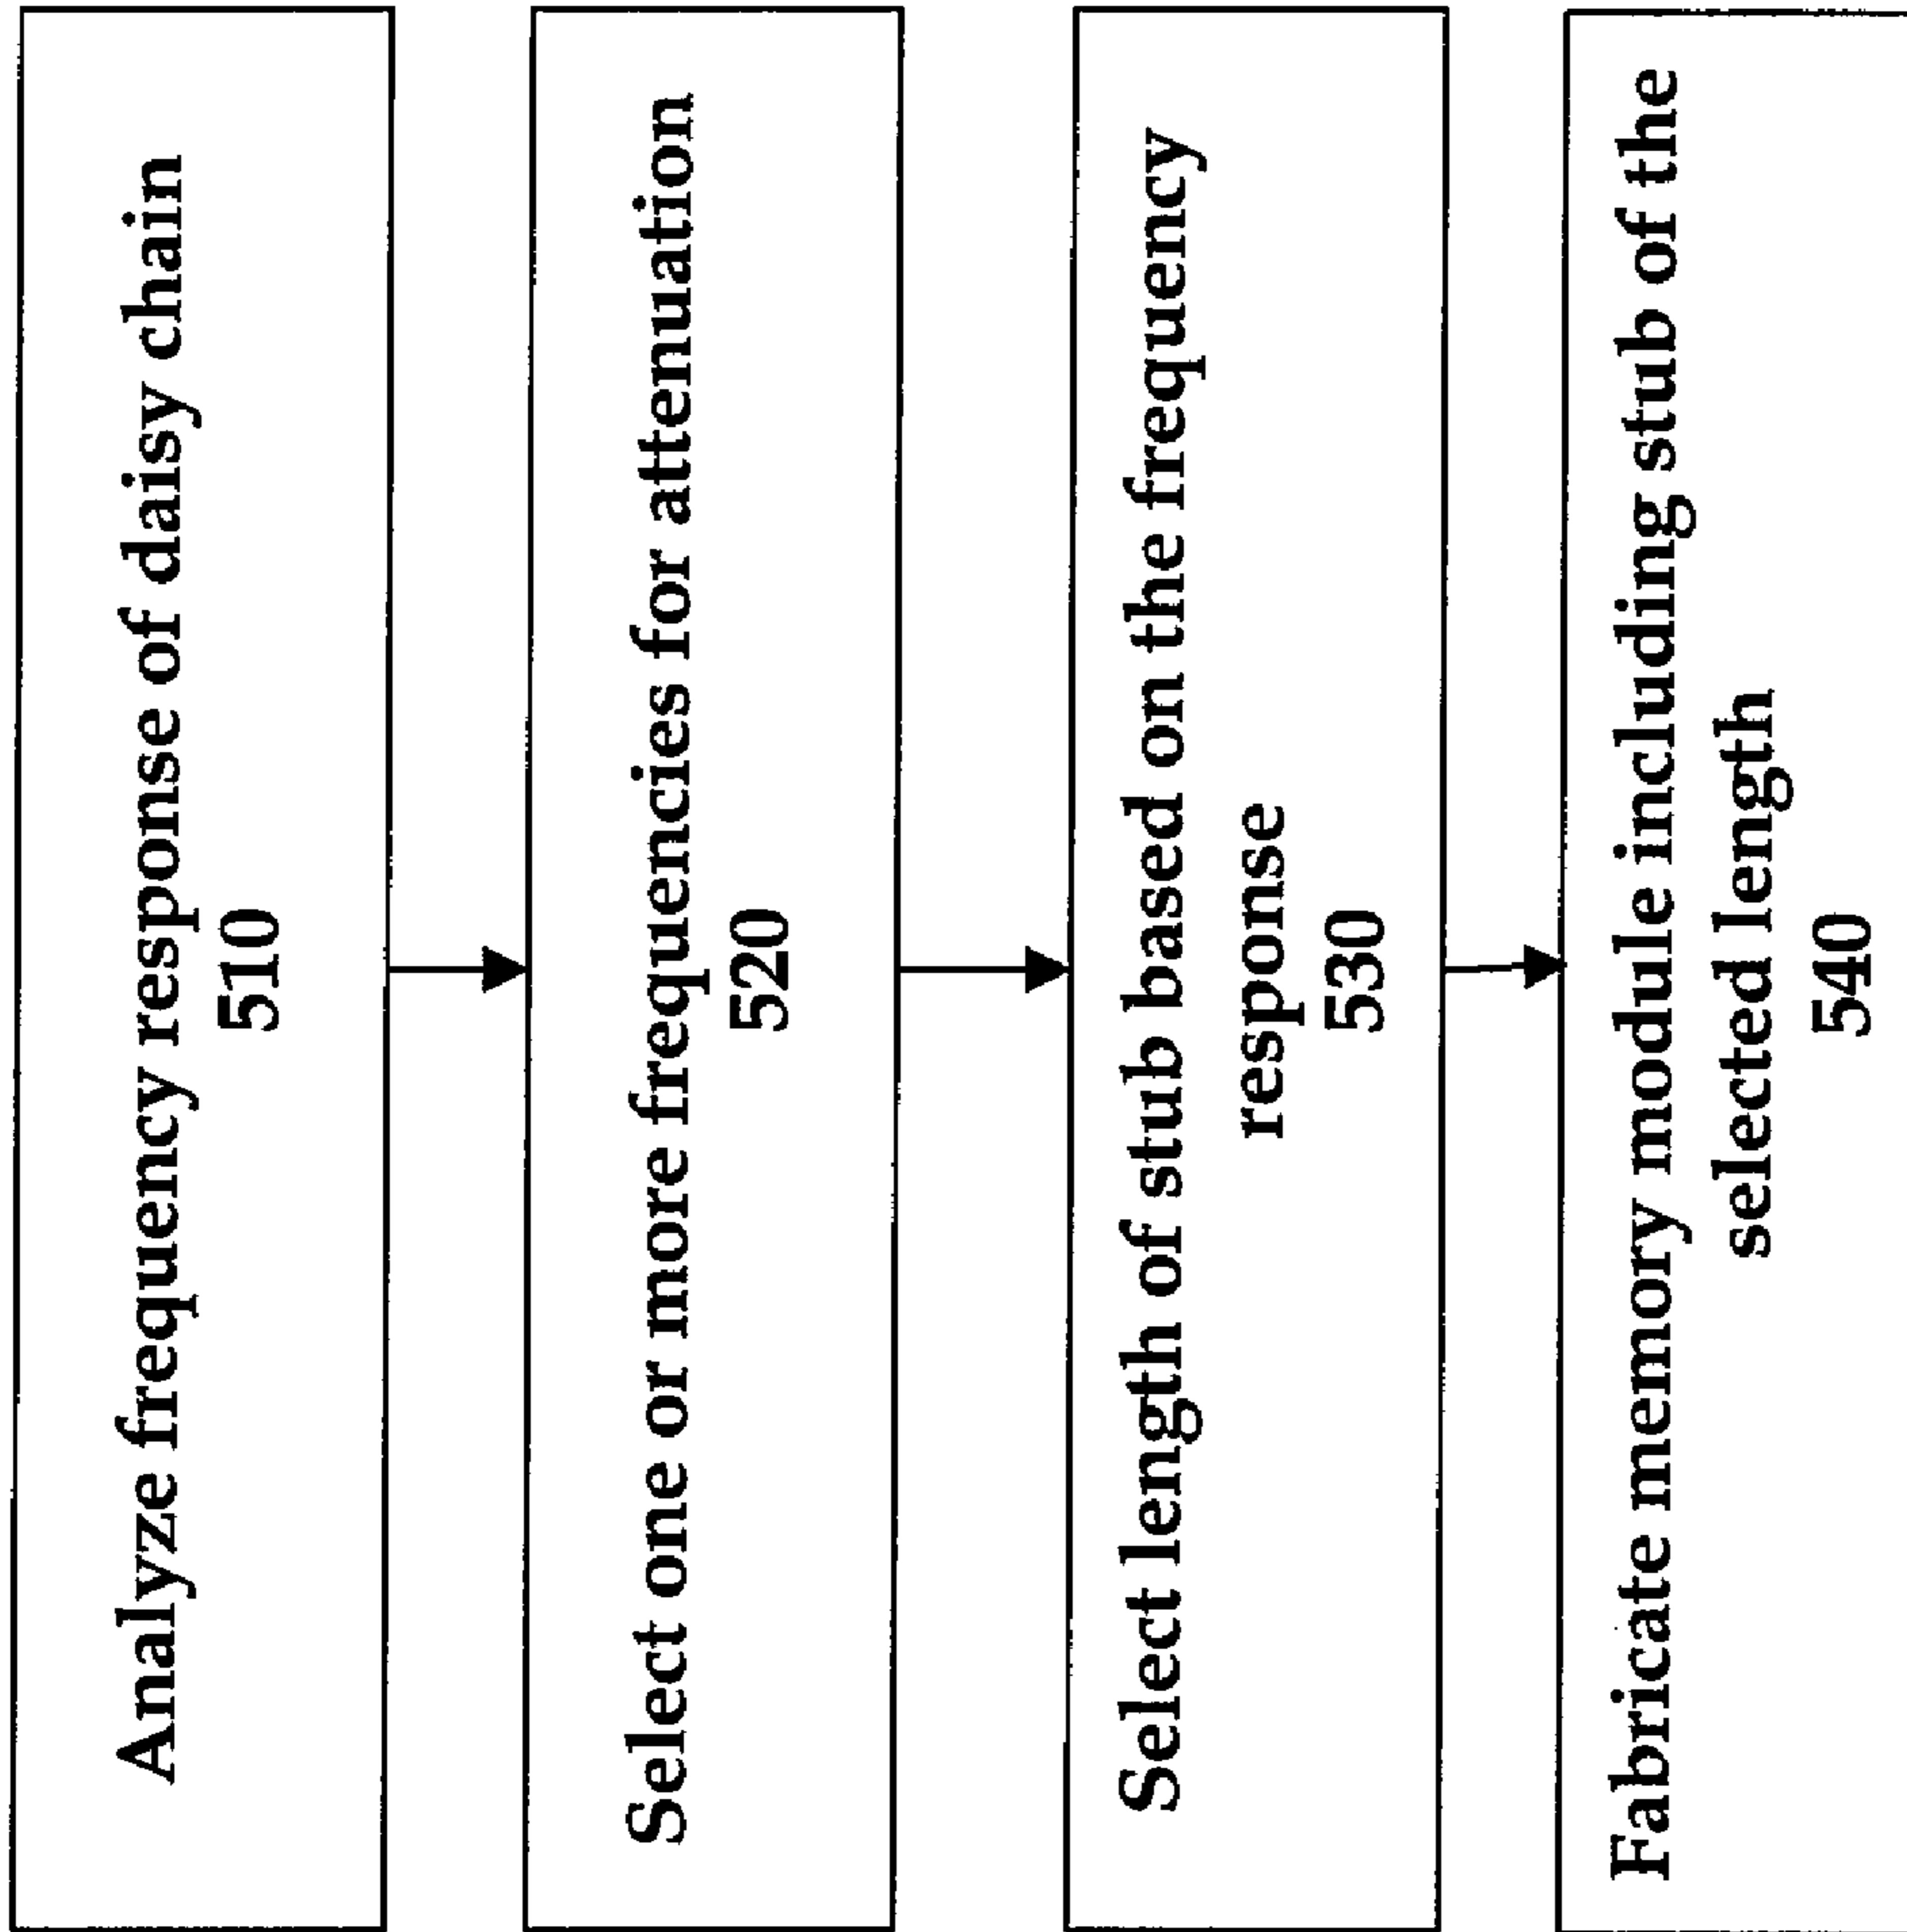 Analyze frequency response of daisy chain
510
Select one or more frequencies for attenuation
520
Select length of stub based on the frequency
response
530
Fabricate memory module including stub of the
selected length
540